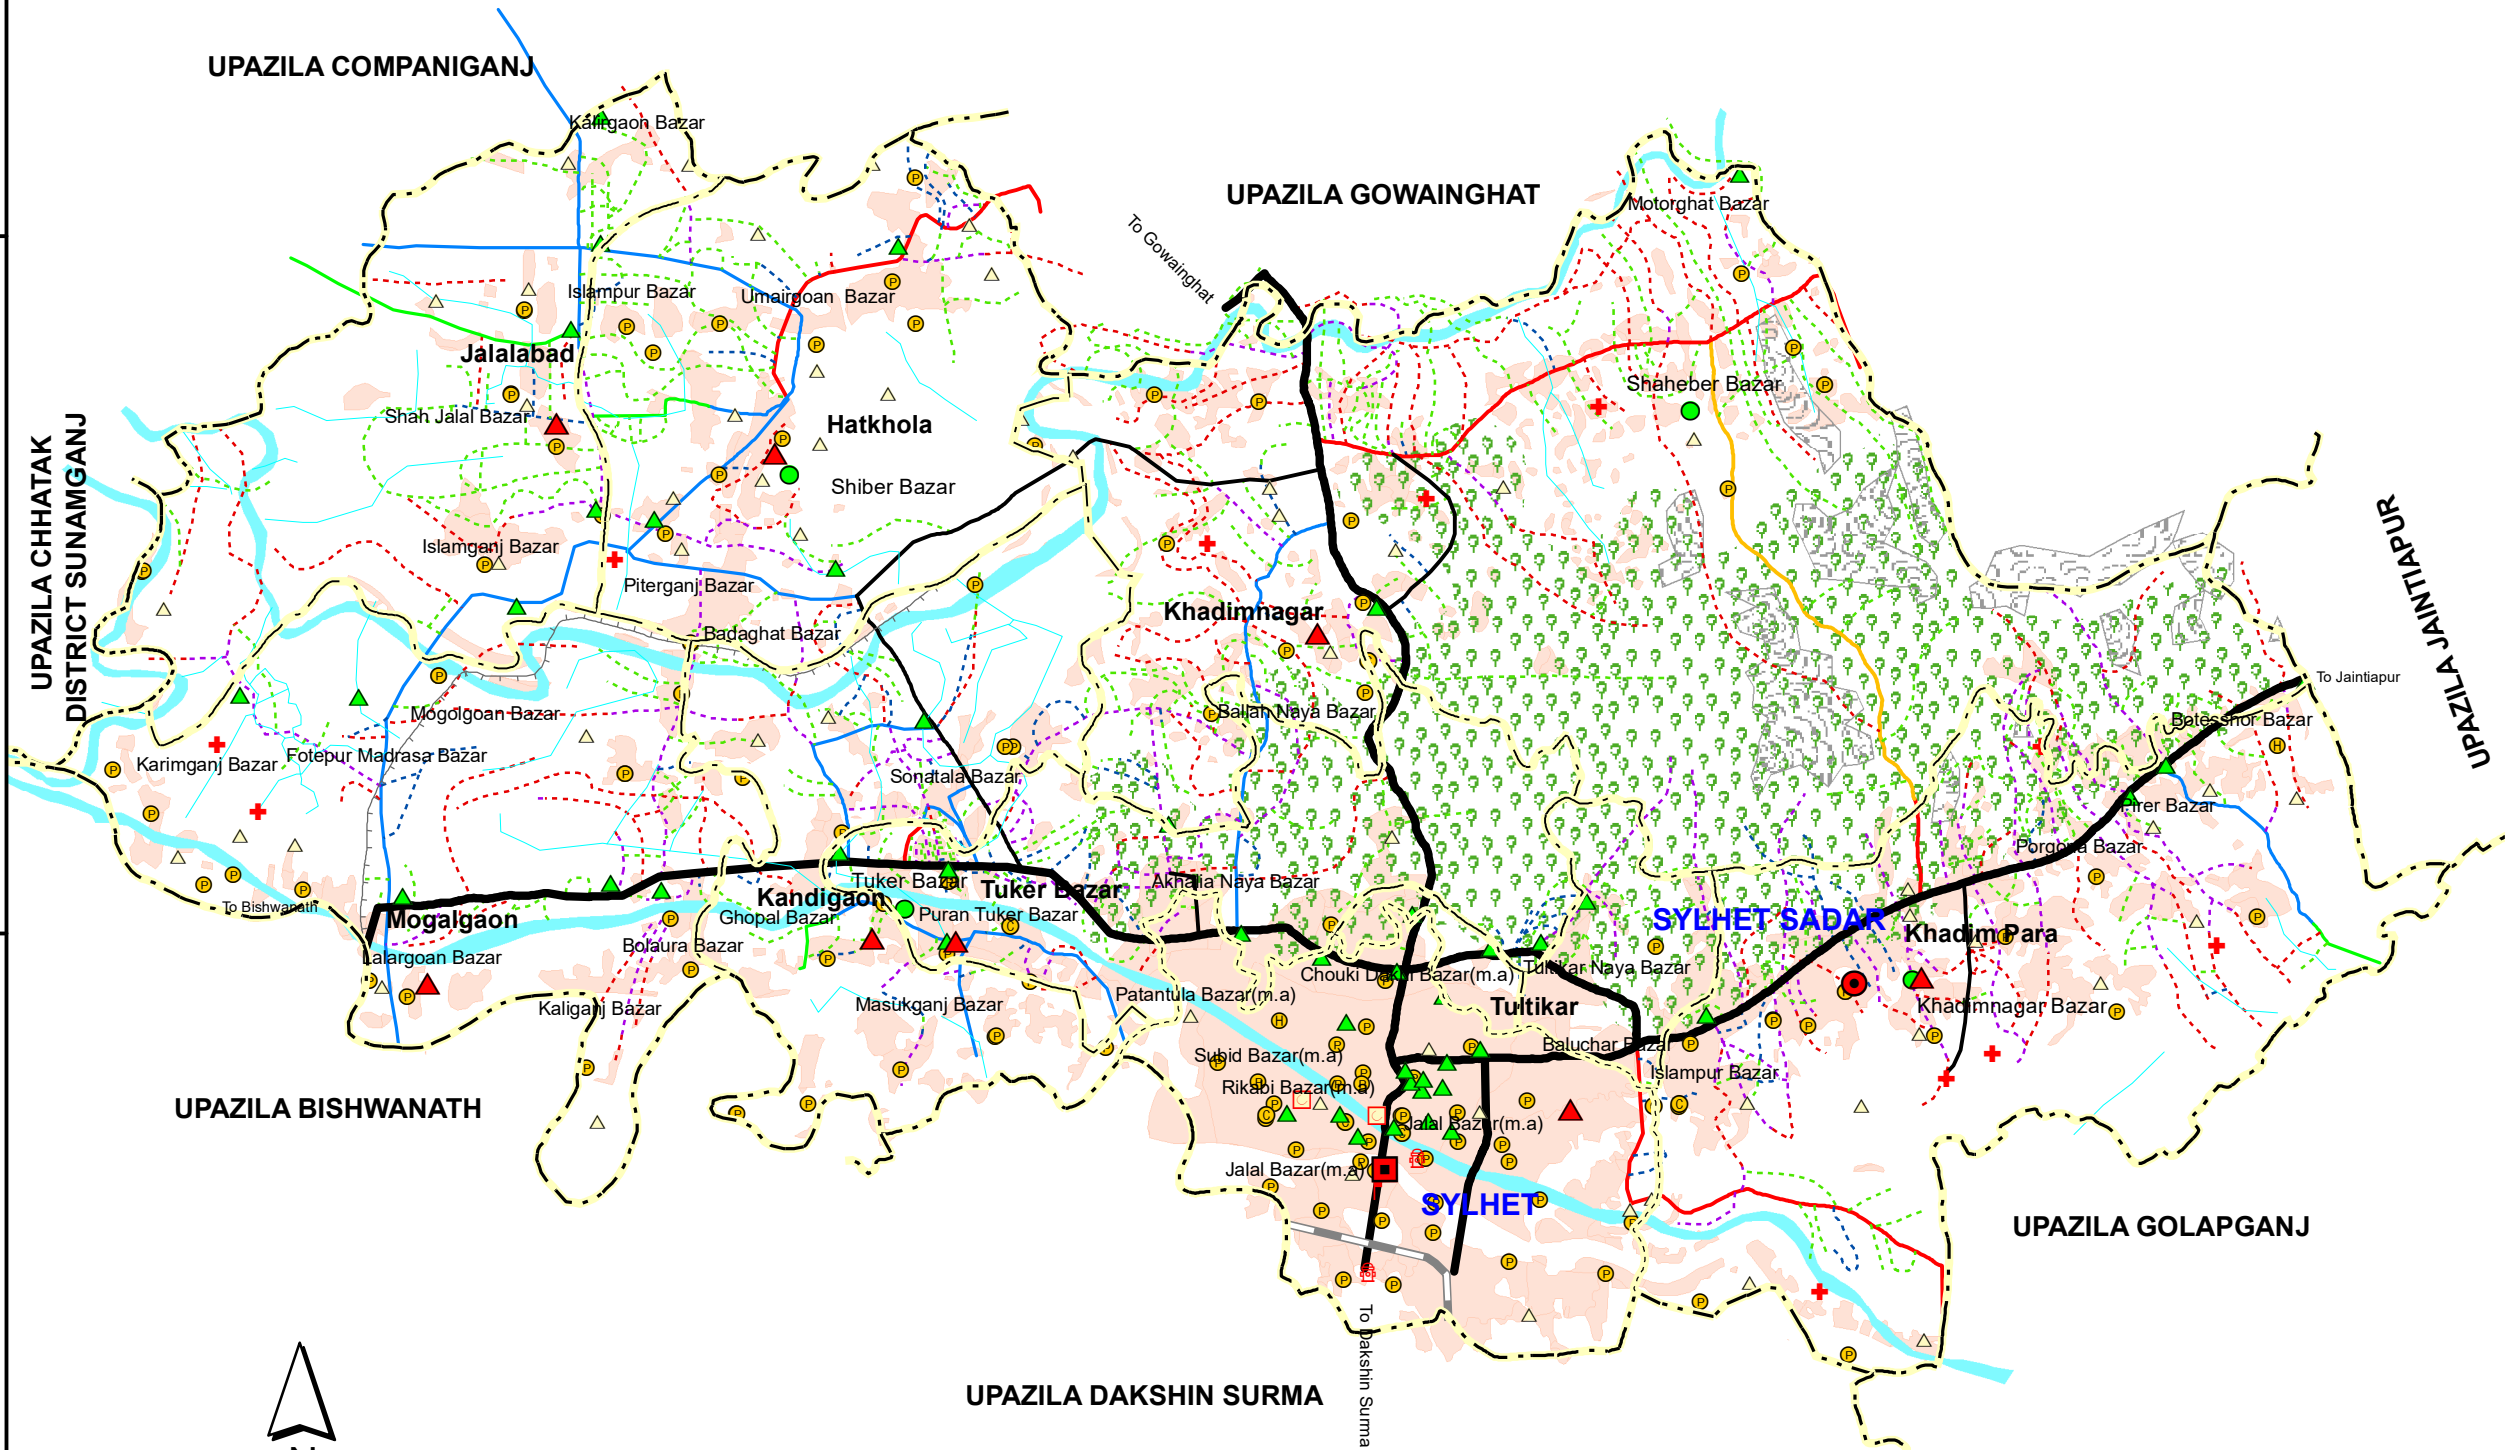 UPAZILA COMPANIGANJ
Kalirgaon Bazar
UPAZILA GOWAINGHAT
Motorghat Bazar
To Gowainghat
Islampur Bazar
Umairgoan Bazar
Jalalabad
Shaheber Bazar
Shah Jalal Bazar
Hatkhola
UPAZILA CHHATAK
DISTRICT SUNAMGANJ
Shiber Bazar
UPAZILA JAINTIAPUR
Islamganj Bazar
Piterganj Bazar
Khadimnagar
Badaghat Bazar
To Jaintiapur
Mogolgoan Bazar
Ballah Naya Bazar
Botesshor Bazar
Karimganj Bazar
Fotepur Madrasa Bazar
Sonatala Bazar
Pirer Bazar
Porgona Bazar
Tuker Bazar
Tuker Bazar
Akhalia Naya Bazar
Kandigaon
To Bishwanath
Mogalgaon
Ghopal Bazar
Puran Tuker Bazar
SYLHET SADAR
Khadim Para
Bolaura Bazar
Lalargoan Bazar
Chouki Dekhi Bazar(m.a)
Tultikar Naya Bazar
Patantula Bazar(m.a)
Kaliganj Bazar
Masukganj Bazar
Tultikar
Khadimnagar Bazar
Subid Bazar(m.a)
Baluchar Bazar
Islampur Bazar
Rikabi Bazar(m.a)
UPAZILA BISHWANATH
Jalal Bazar(m.a)
Jalal Bazar(m.a)
SYLHET
UPAZILA GOLAPGANJ
To Dakshin Surma
UPAZILA DAKSHIN SURMA